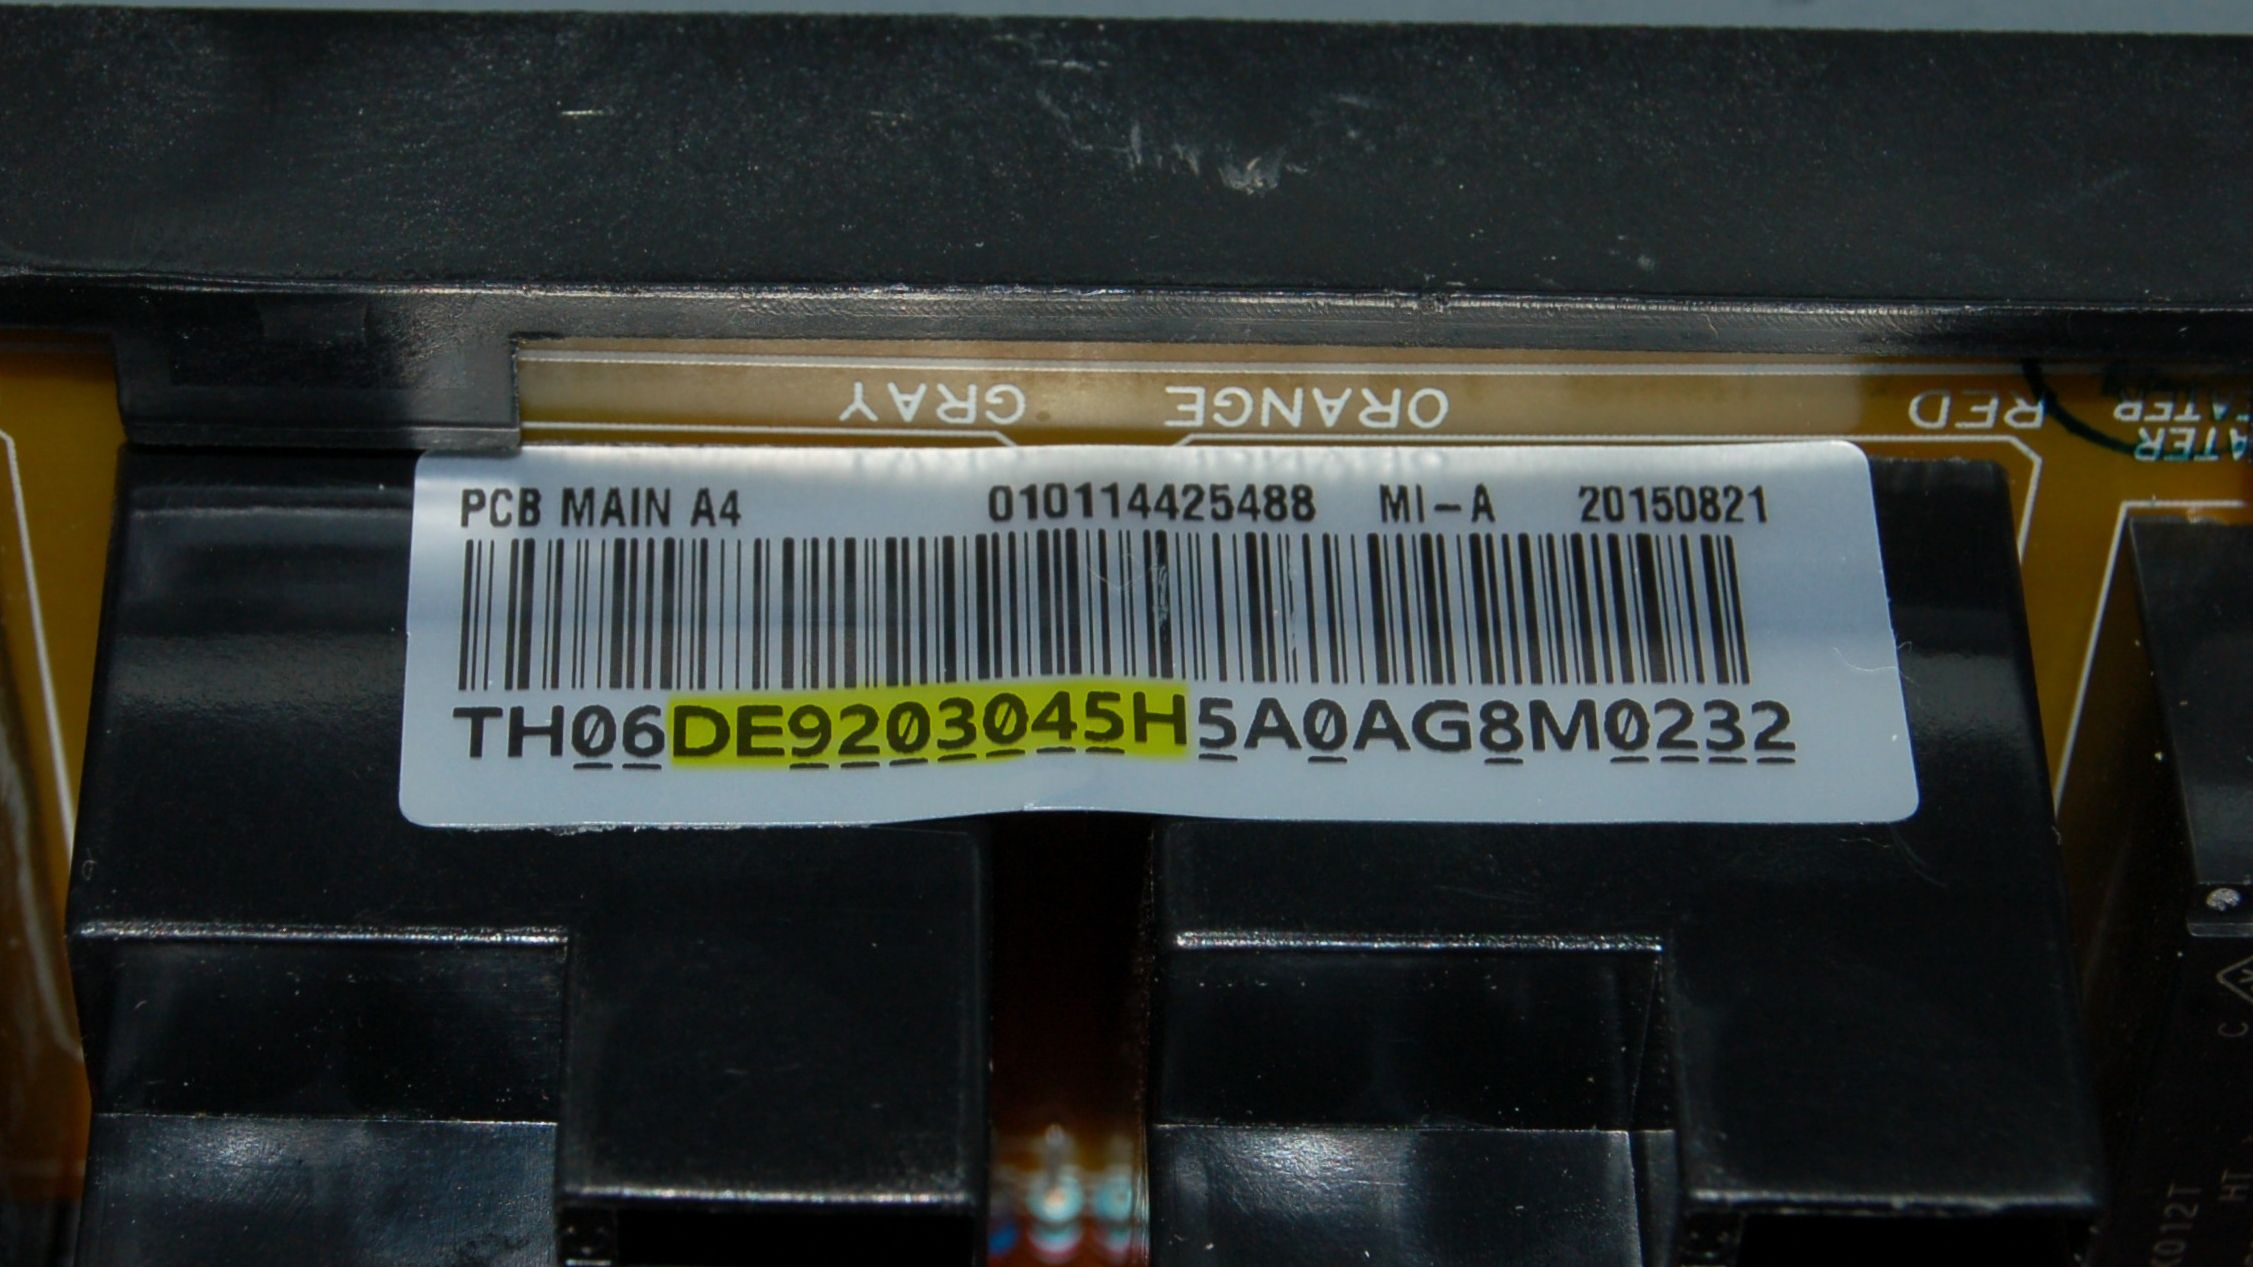 GRAY ORANGE RED
PCB MAIN A4 010114425488 MI-A 20150821
TH06DE9203045H5A0AG8M0232